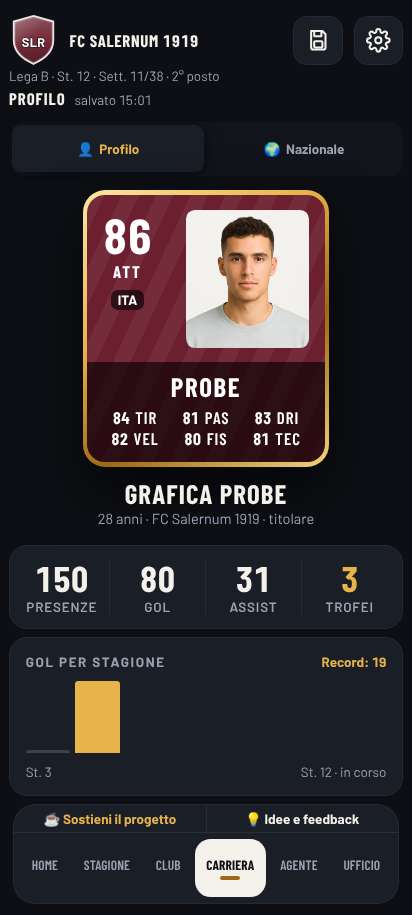 SLR
FC SALERNUM 1919
Lega B · St. 12 · Sett. 11/38 · 2° posto
PROFILO salvato 15:01
Profilo
Nazionale
86
ATT
ITA
PROBE
84 TIR 81 PAS 83 DRI
82 VEL 80 FIS 81 TEC
GRAFICA PROBE
28 anni · FC Salernum 1919 · titolare
150 80 31 3
PRESENZE GOL ASSIST TROFEI
GOL PER STAGIONE Record: 19
St. 3 St. 12 · in corso
Sostieni il progetto Idee e feedback
HOME STAGIONE CLUB CARRIERA AGENTE UFFICIO